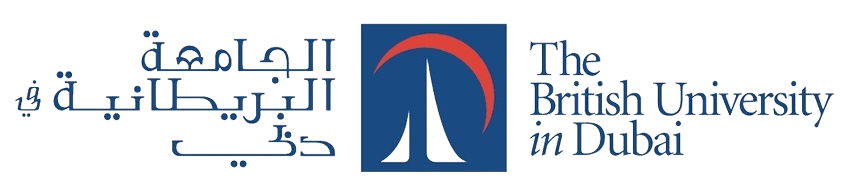 الجامعة
البريطانية في
دبي
The
British University
in Dubai